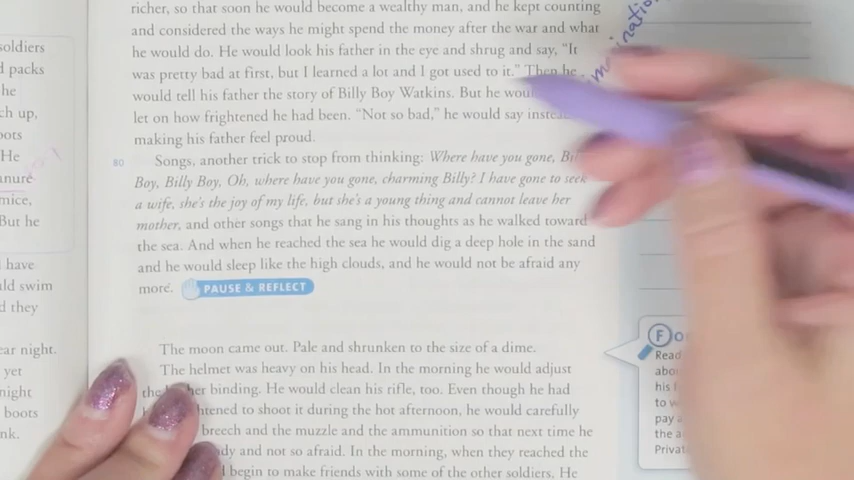 soldiers
packs
he
ch up,
oots
He
anure
mice,
But he
have
uld swim
d they
ear night.
yet
night
boots
nk.
richer, so that soon he would become a wealthy man, and he kept counting
and considered the ways he might spend the money after the war and what
he would do. He would look his father in the eye and shrug and say, "It
was pretty bad at first, but I learned a lot and I got used to it." Then he
would tell his father the story of Billy Boy Watkins. But he wou
let on how frightened he had been. "Not so bad," he would say instea
making his father feel proud.
80
Songs, another trick to stop from thinking: Where have you gone, Bil
Boy, Billy Boy, Oh, where have you gone, charming Billy? I have gone to seek
a wife, she's the joy of my life, but she's a young thing and cannot leave her
mother, and other songs that he sang in his thoughts as he walked toward
the sea. And when he reached the sea he would dig a deep hole in the sand
and he would sleep like the high clouds, and he would not be afraid any
more. PAUSE & REFLECT
The moon came out. Pale and shrunken to the size of a dime.
The helmet was heavy on his head. In the morning he would adjust
the her binding. He would clean his rifle, too. Even though he had
htened to shoot it during the hot afternoon, he would carefully
breech and the muzzle and the ammunition so that next time he
dy and not so afraid. In the morning, when they reached the
begin to make friends with some of the other soldiers. He
mination
F
Read
abou
his f
to w
pay a
the a
Privat